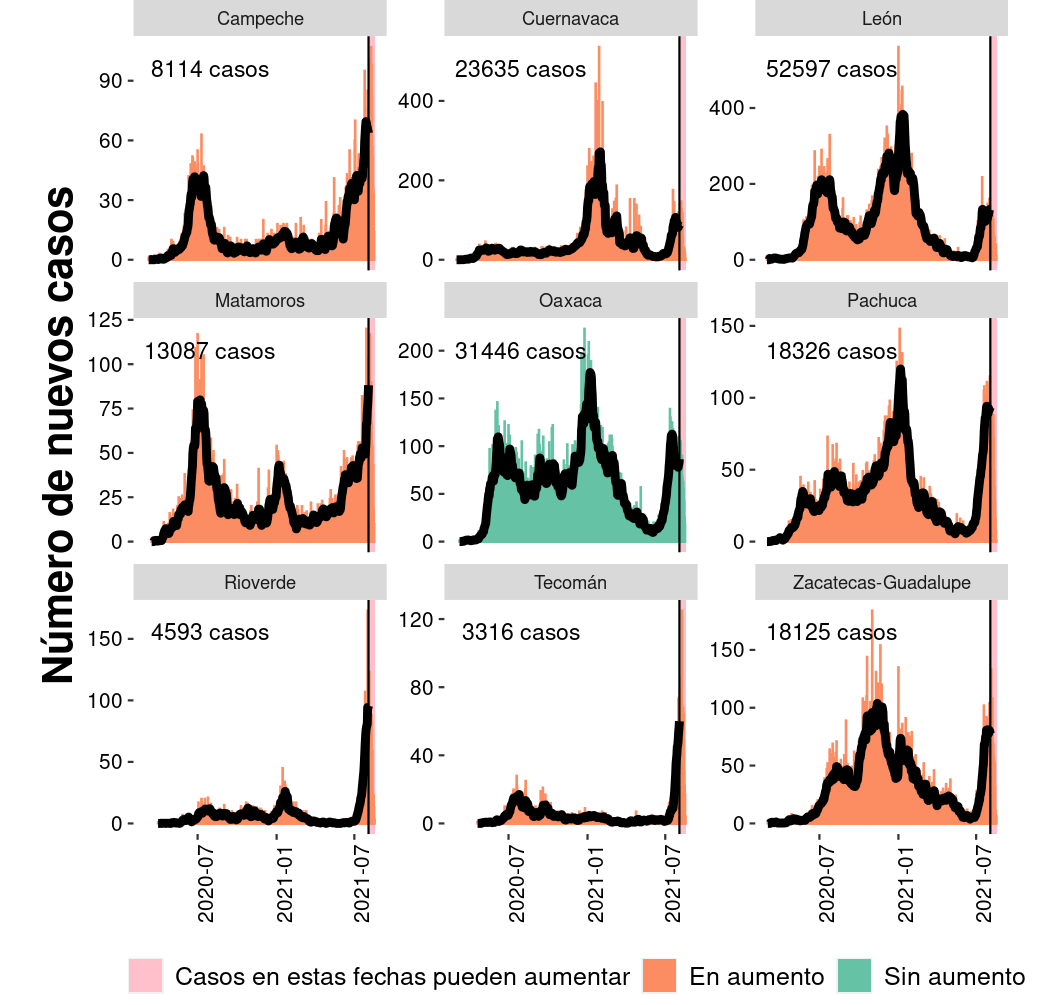 Número de nuevos casos
Campeche
8114 casos
90
60
30
0
Cuernavaca
23635 casos
400
200
0
León
52597 casos
400
200
0
Matamoros
13087 casos
125
100
75
50
25
0
Oaxaca
31446 casos
200
150
100
50
0
Pachuca
18326 casos
150
100
50
0
Rioverde
4593 casos
150
100
50
0
Tecomán
3316 casos
120
80
40
0
Zacatecas-Guadalupe
18125 casos
150
100
50
0
2020-07
2021-01
2021-07
2020-07
2021-01
2021-07
2020-07
2021-01
2021-07
Casos en estas fechas pueden aumentar
En aumento
Sin aumento